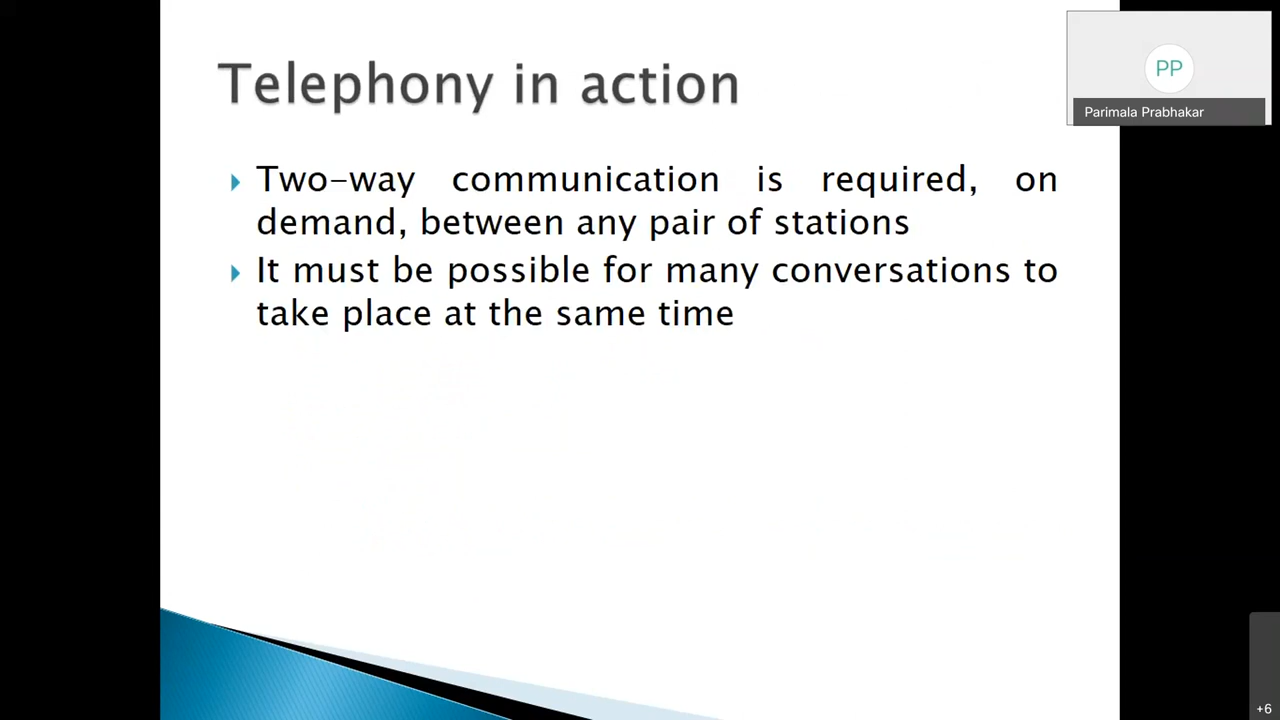 Telephony in action
PP
Parimala Prabhakar
Two-way communication is required, on
demand, between any pair of stations
It must be possible for many conversations to
take place at the same time
+6